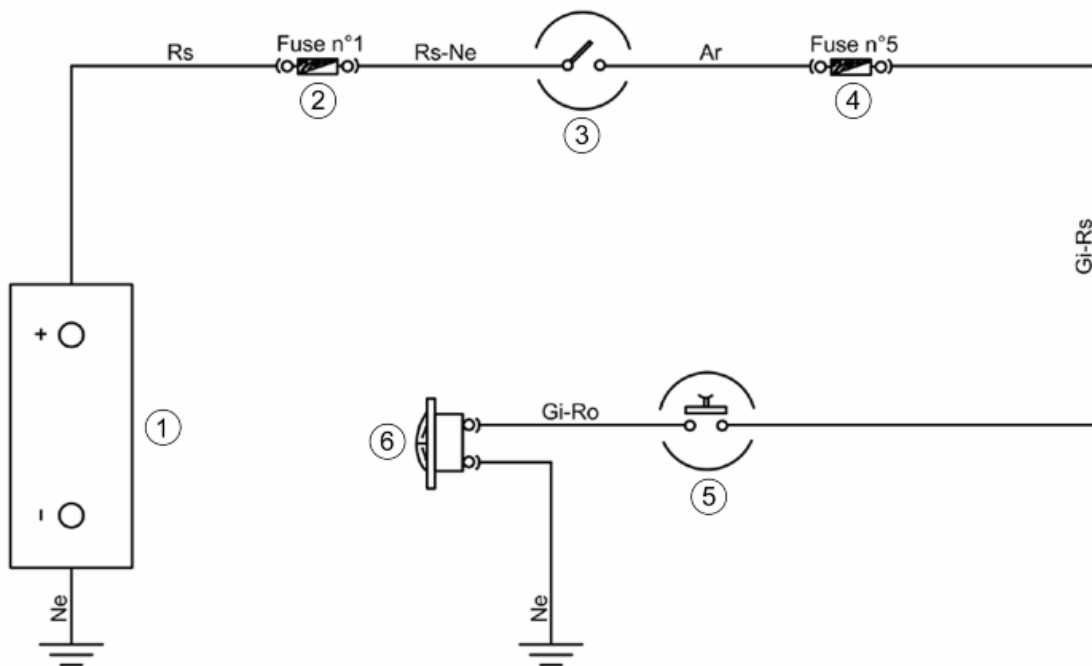 Rs
Fuse n°1
Rs-Ne
Ar
Fuse n°5
2
3
4
Gi-Rs
+
1
-
Ne
6
Gi-Ro
5
Ne